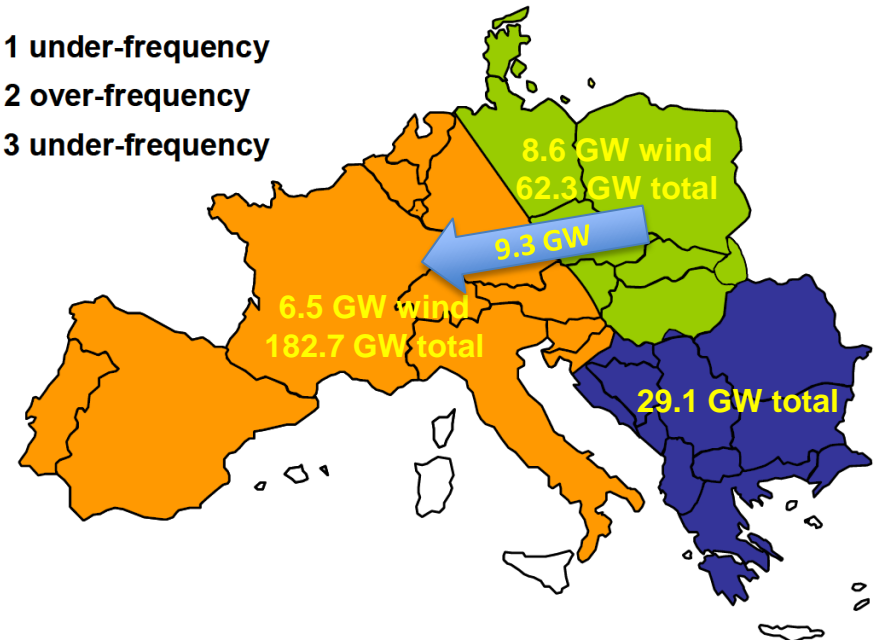 1 under-frequency
2 over-frequency
3 under-frequency
8.6 GW wind
62.3 GW total
9.3 GW
6.5 GW wind
182.7 GW total
29.1 GW total